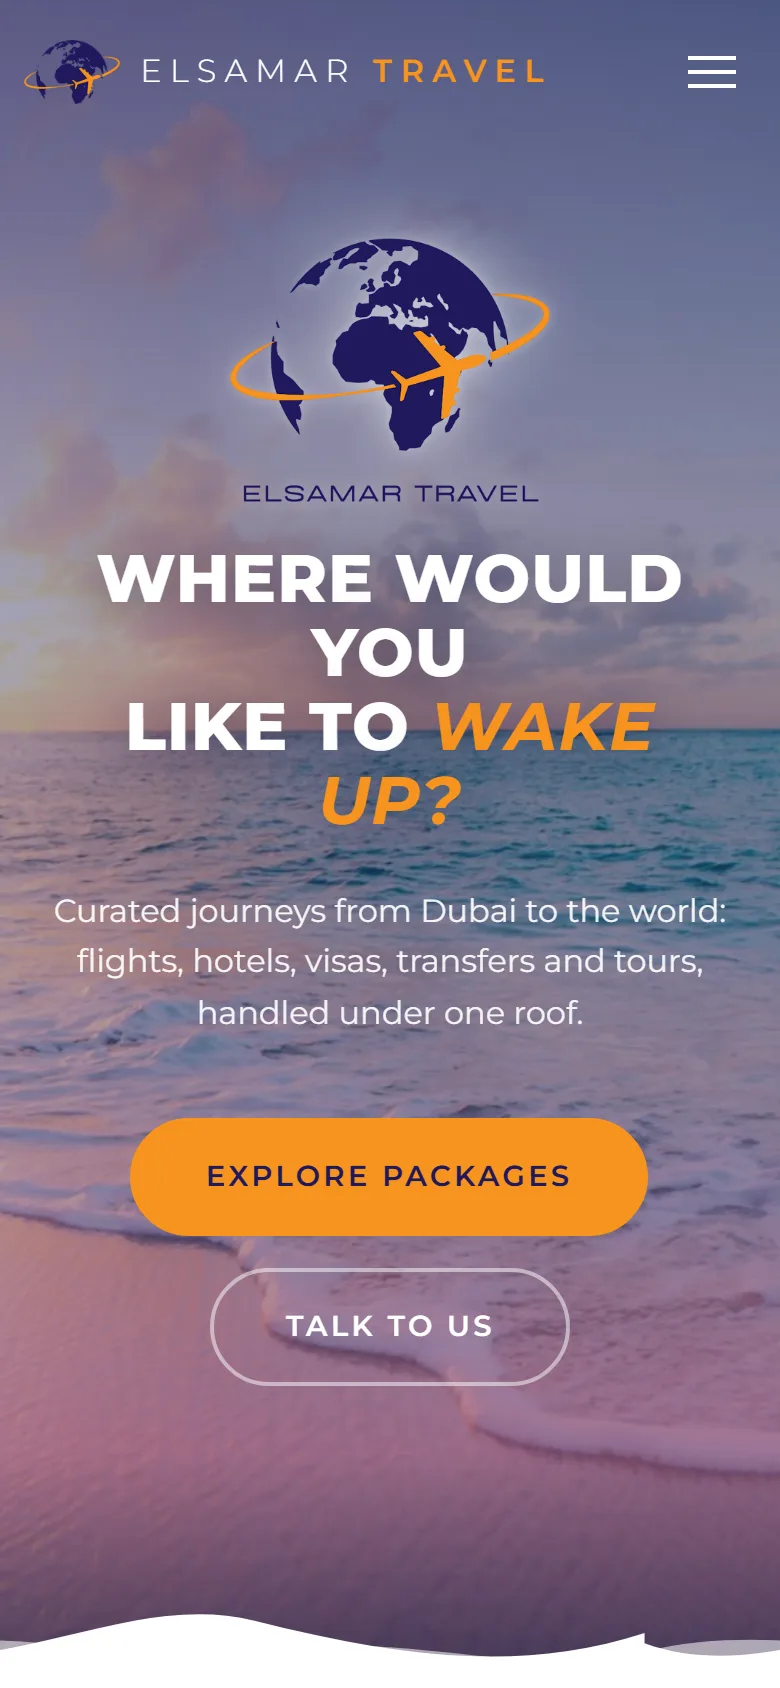 ELSAMAR TRAVEL
ELSAMAR TRAVEL
WHERE WOULD
YOU
LIKE TO WAKE
UP?
Curated journeys from Dubai to the world:
flights, hotels, visas, transfers and tours,
handled under one roof.
EXPLORE PACKAGES
TALK TO US